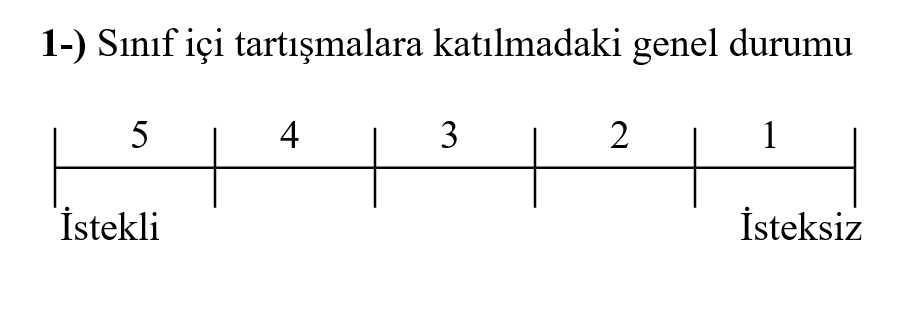 1-) Sınıf içi tartışmalara katılmadaki genel durumu
5 4 3 2 1
İstekli İsteksiz